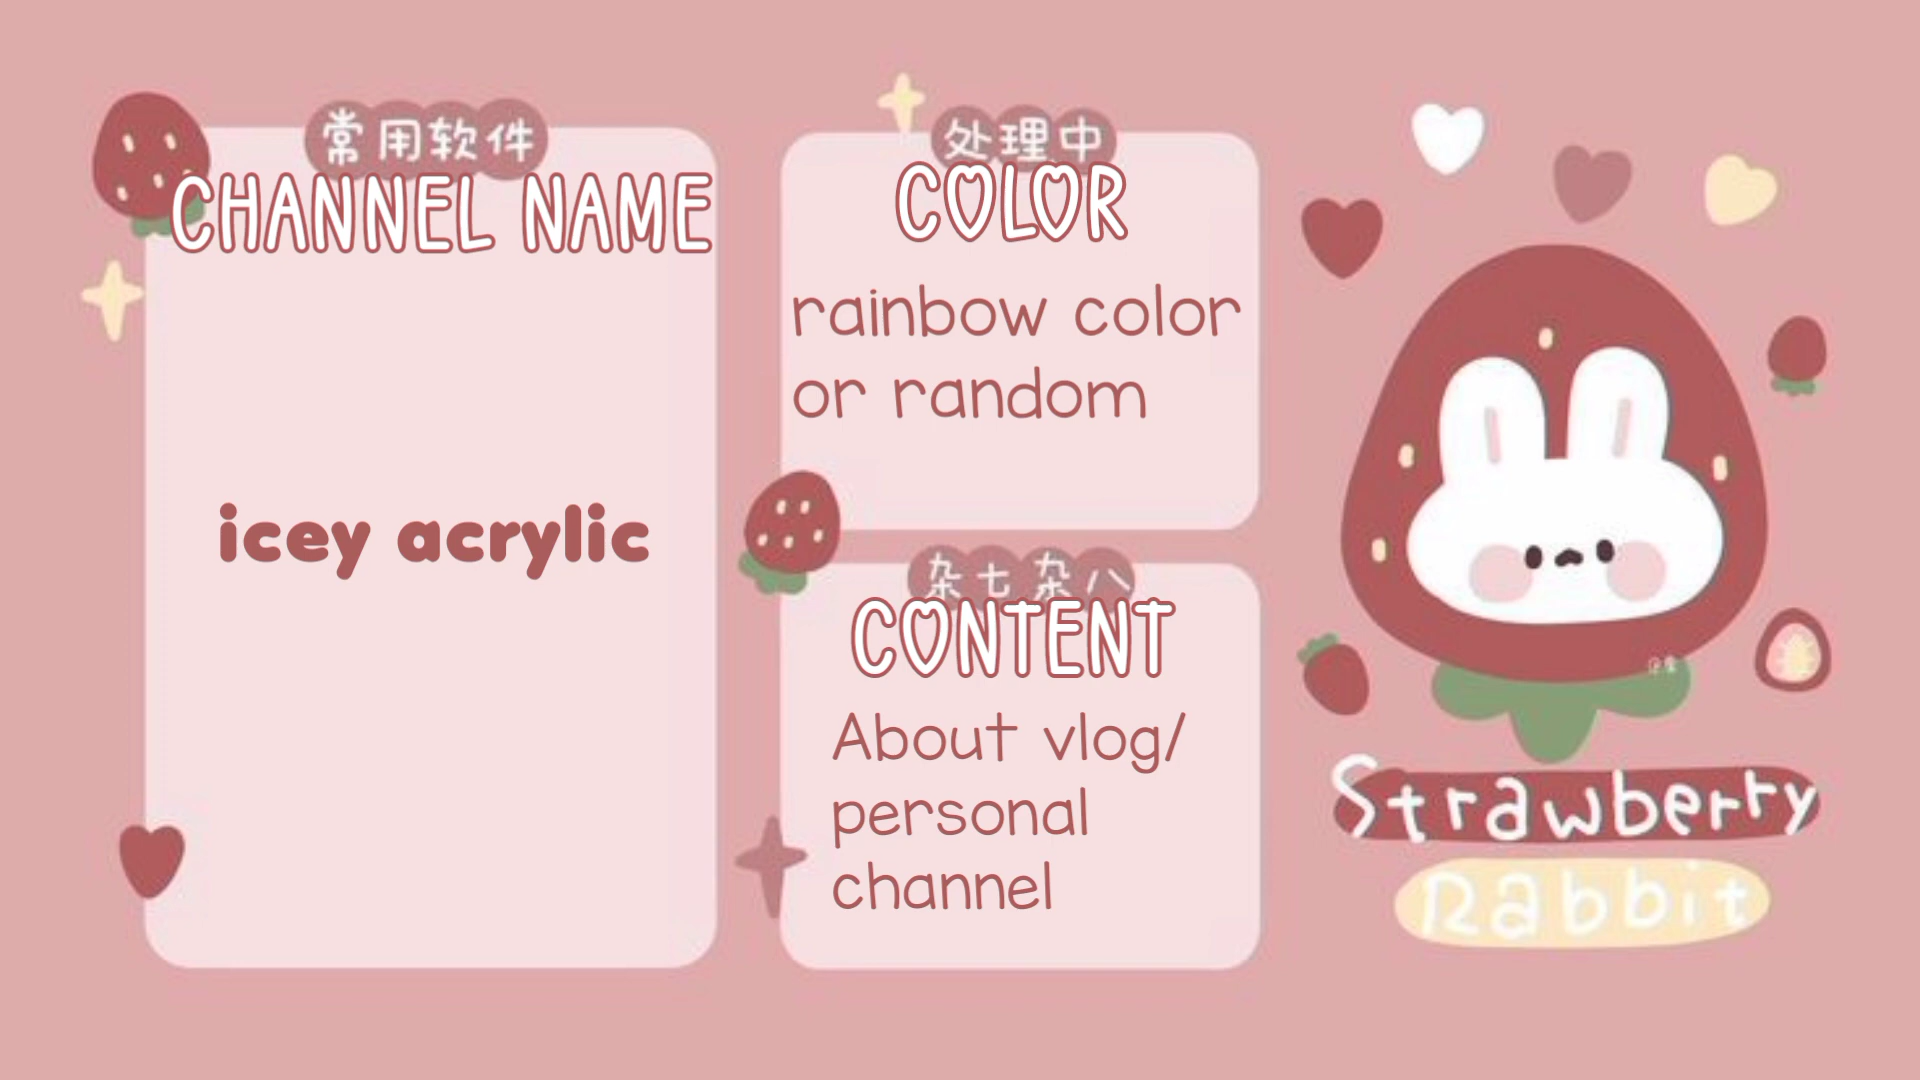 常用软件
CHANNEL NAME
icey acrylic
处理中
COLOR
rainbow color
or random
杂七杂八
CONTENT
About vlog/
personal
channel
Strawberry
Rabbit